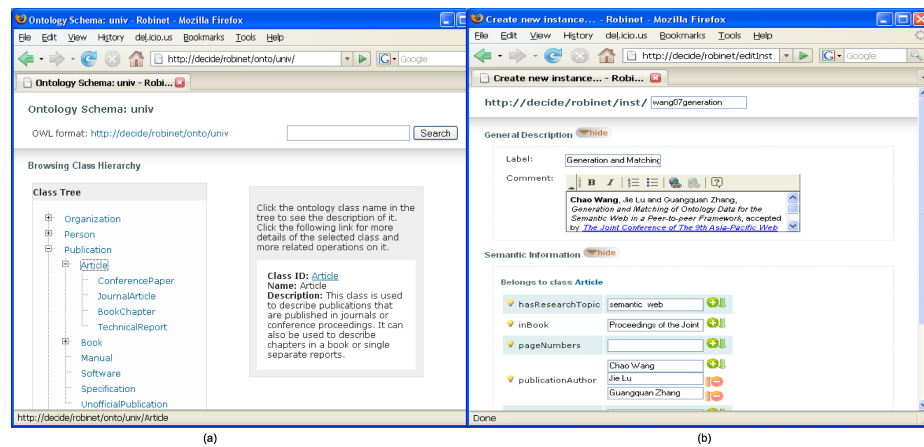 Ontology Schema: univ - Robinet - Mozilla Firefox
File Edit View History del.icio.us Bookmarks Tools Help
http://decide/robinet/onto/univ/
Google
Ontology Schema: univ - Robi...
Ontology Schema: univ
OWL format: http://decide/robinet/onto/univ
Search
Browsing Class Hierarchy
Class Tree
Organization
Person
Publication
Article
ConferencePaper
JournalArticle
BookChapter
TechnicalReport
Book
Manual
Software
Specification
UnofficialPublication
Click the ontology class name in the
tree to see the description of it.
Click the following link for more
details of the selected class and
more related operations on it.
Class ID: Article
Name: Article
Description: This class is used
to describe publications that
are published in journals or
conference proceedings. It can
also be used to describe
chapters in a book or single
separate reports.
http://decide/robinet/onto/univ/Article
(a)
Create new instance... - Robinet - Mozilla Firefox
File Edit View History del.icio.us Bookmarks Tools Help
http://decide/robinet/editInst
Google
Create new instance... - Robi...
http://decide/robinet/inst/ wang07generation
General Description hide
Label: Generation and Matching
Comment:
B I
Chao Wang, Jie Lu and Guangquan Zhang,
Generation and Matching of Ontology Data for the
Semantic Web in a Peer-to-peer Framework, accepted
by The Joint Conference of The 9th Asia-Pacific Web
Semantic Information hide
Belongs to class Article
hasResearchTopic semantic web
inBook Proceedings of the Joint
pageNumbers
publicationAuthor
Chao Wang
Jie Lu
Guangquan Zhang
Done
(b)